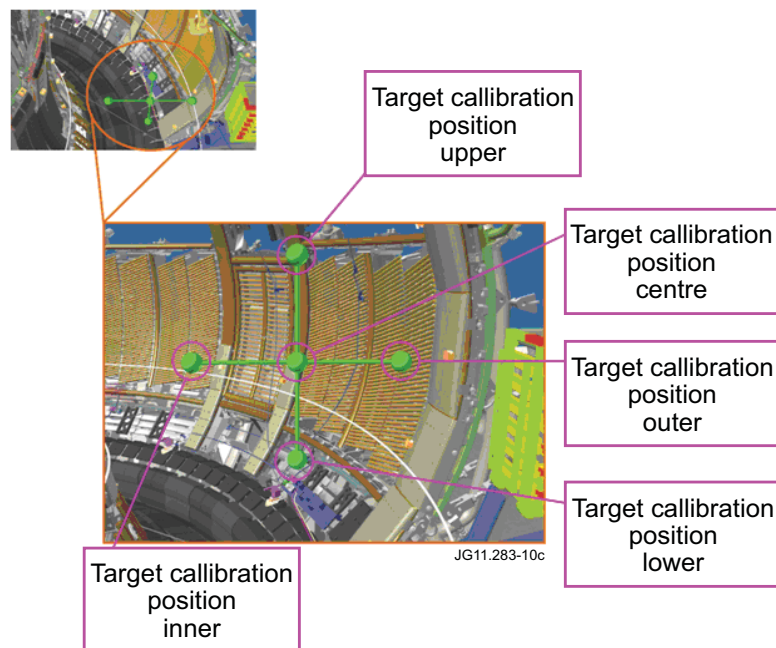 Target callibration
position
upper
Target callibration
position
centre
Target callibration
position
outer
Target callibration
position
lower
JG11.283-10c
Target callibration
position
inner